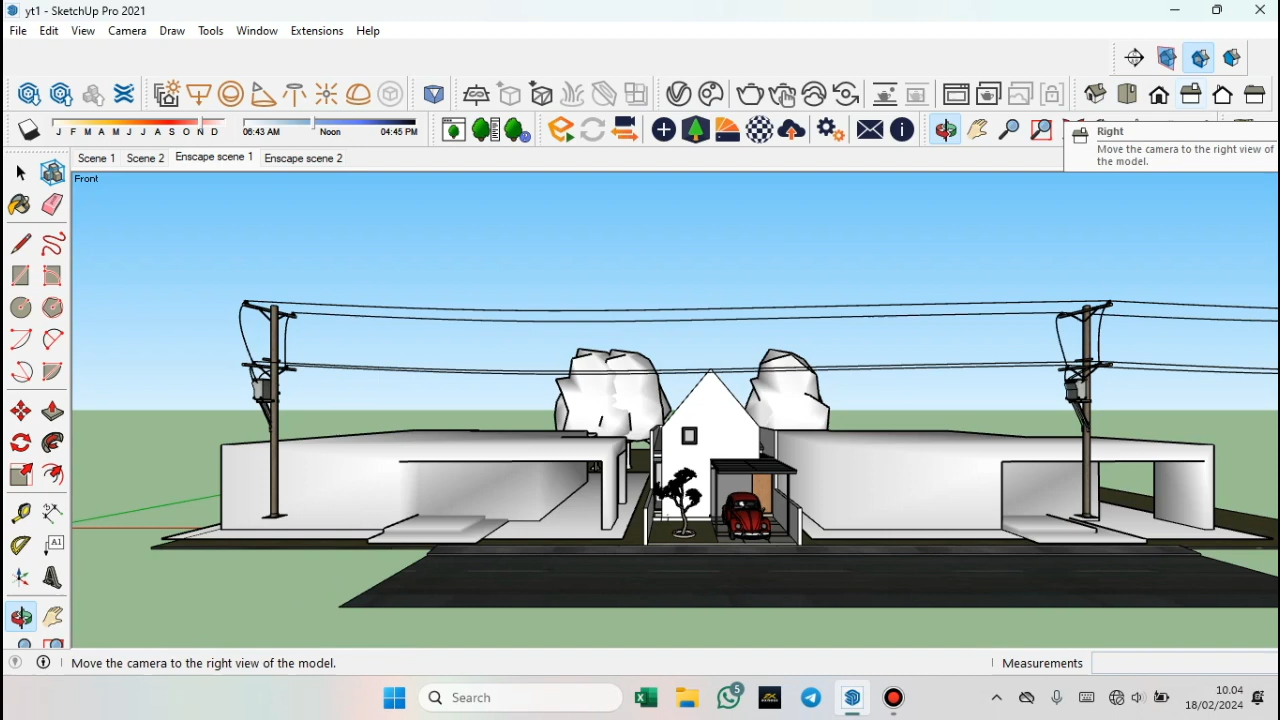 yt1 - SketchUp Pro 2021
File Edit View Camera Draw Tools Window Extensions Help
J F M A M J J A S O N D
06:43 AM Noon 04:45 PM
Right
Move the camera to the right view of
the model.
Scene 1 Scene 2 Enscape scene 1 Enscape scene 2
Front
A1
Move the camera to the right view of the model.
Measurements
Search
5
10.04
18/02/2024